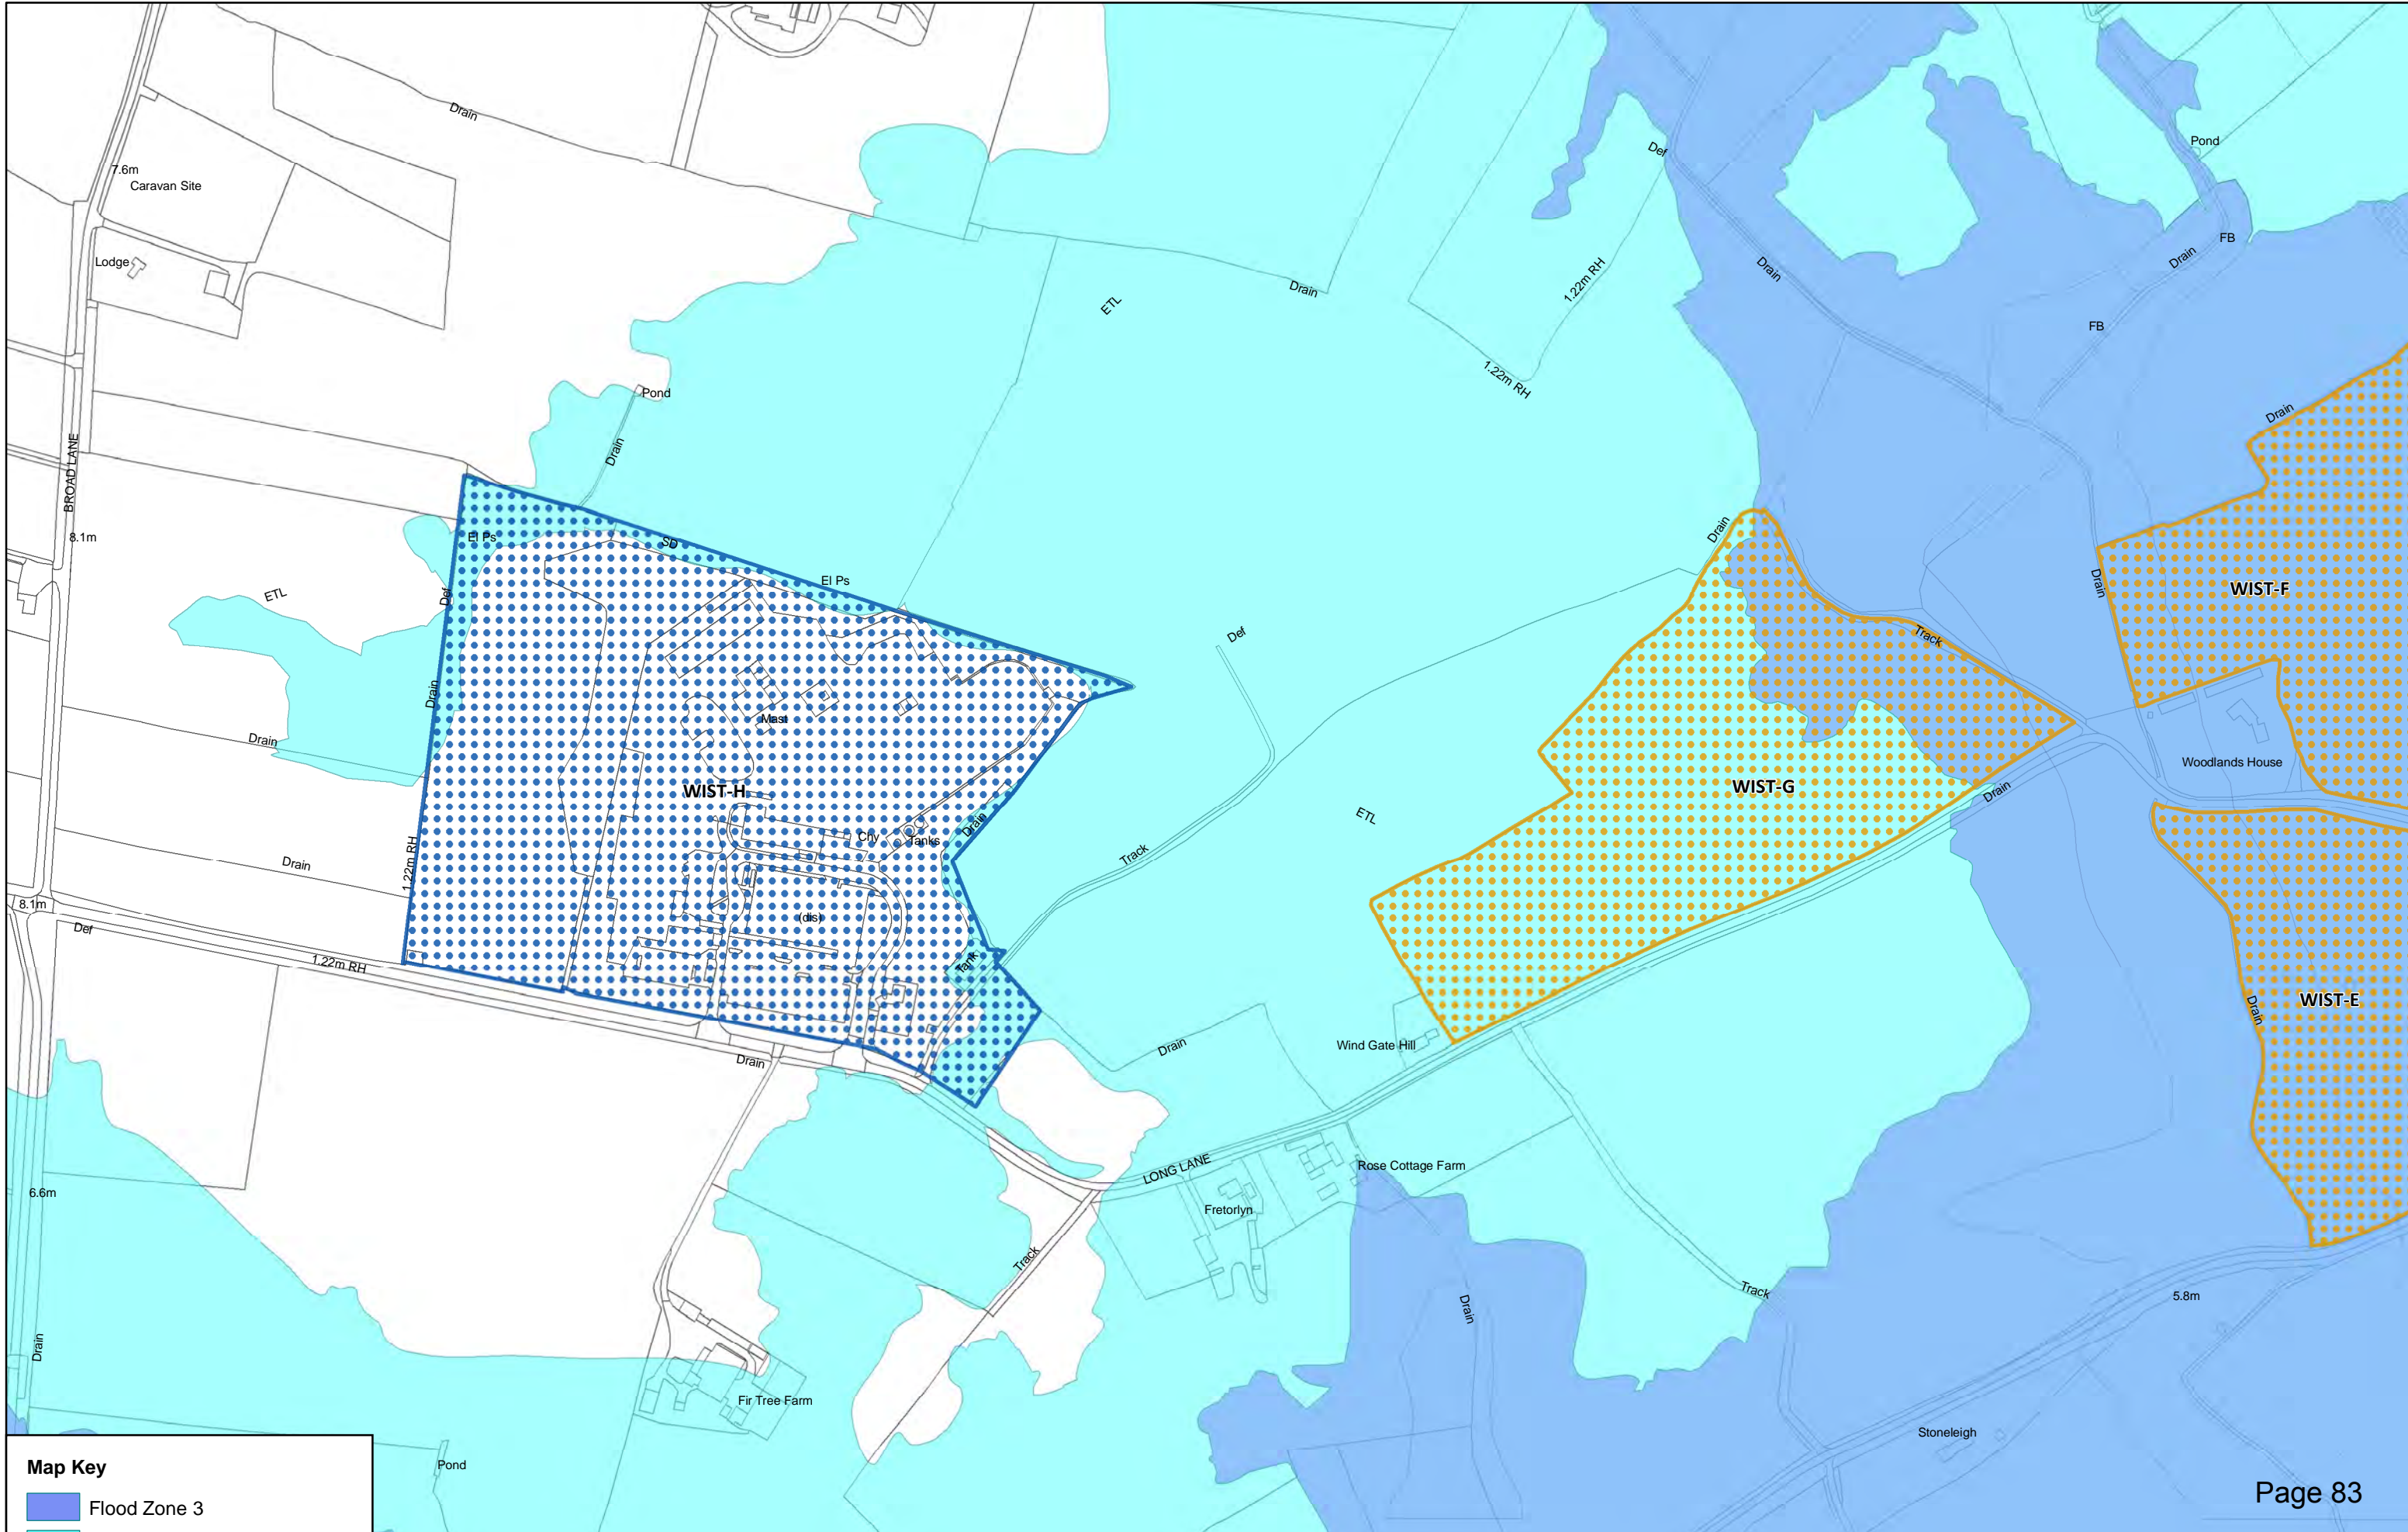 Drain
7.6m
Caravan Site
Lodge
Pond
Drain
ETL
Drain
1.22m RH
1.22m RH
Def
Drain
Pond
FB
Drain
FB
Drain
BROAD LANE
8.1m
ETL
El Ps
Def
SD
El Ps
Drain
Drain
Mast
WIST-H
Chy
Tanks
Drain
(dis)
Tank
1.22m RH
Drain
8.1m
Def
1.22m RH
Drain
Def
Track
ETL
Drain
WIST-G
Track
Drain
Drain
WIST-F
Woodlands House
WIST-E
Drain
Wind Gate Hill
Drain
LONG LANE
Rose Cottage Farm
Fretorlyn
Track
Track
Drain
5.8m
Stoneleigh
6.6m
Drain
Fir Tree Farm
Pond
Map Key
Flood Zone 3
Page 83